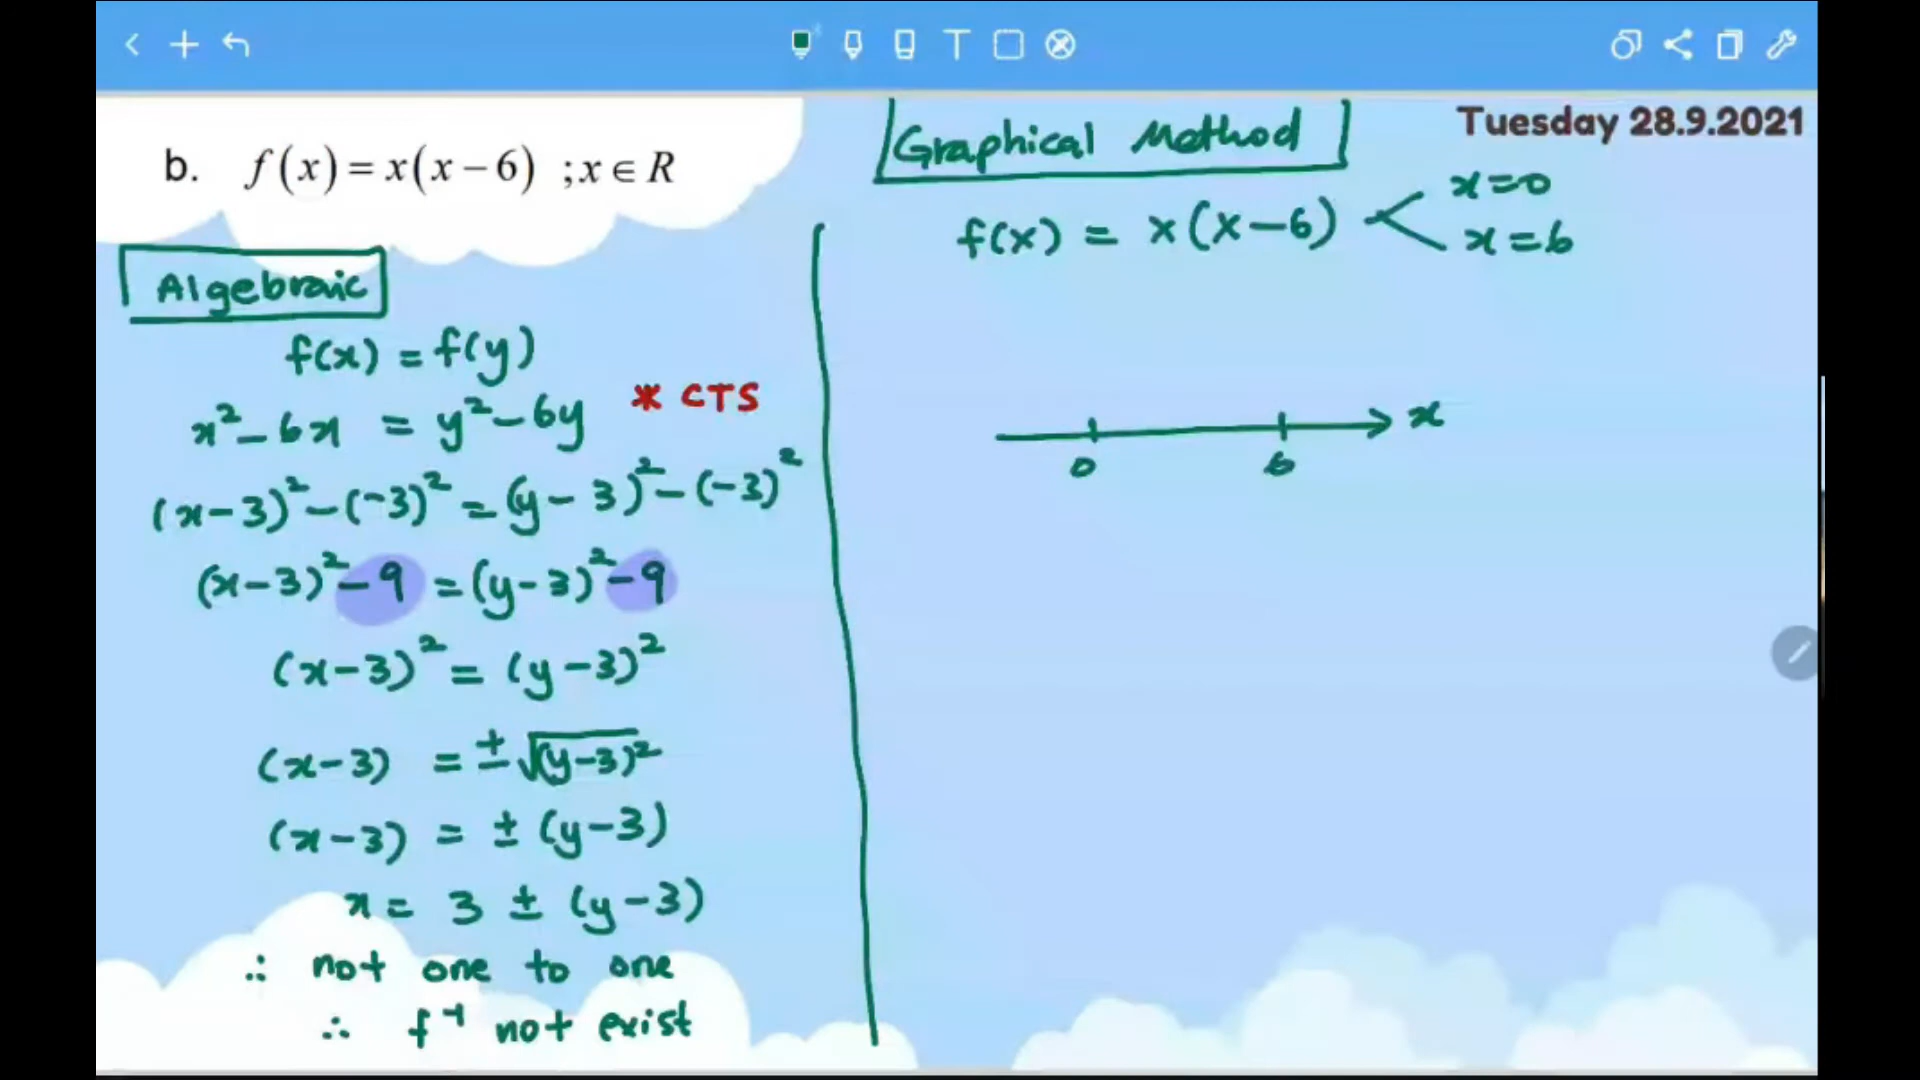 Tuesday 28.9.2021
b. f(x) = x(x − 6) ; x ∈ R
Algebraic
f(x) = f(y)
x² − 6x = y² − 6y * CTS
(x − 3)² − (−3)² = (y − 3)² − (−3)²
(x − 3)² − 9 = (y − 3)² − 9
(x − 3)² = (y − 3)²
(x − 3) = ± √(y − 3)²
(x − 3) = ± (y − 3)
x = 3 ± (y − 3)
∴ not one to one
∴ f⁻¹ not exist
Graphical Method
f(x) = x(x − 6) < x = 0
x = 6
x
0 6
T